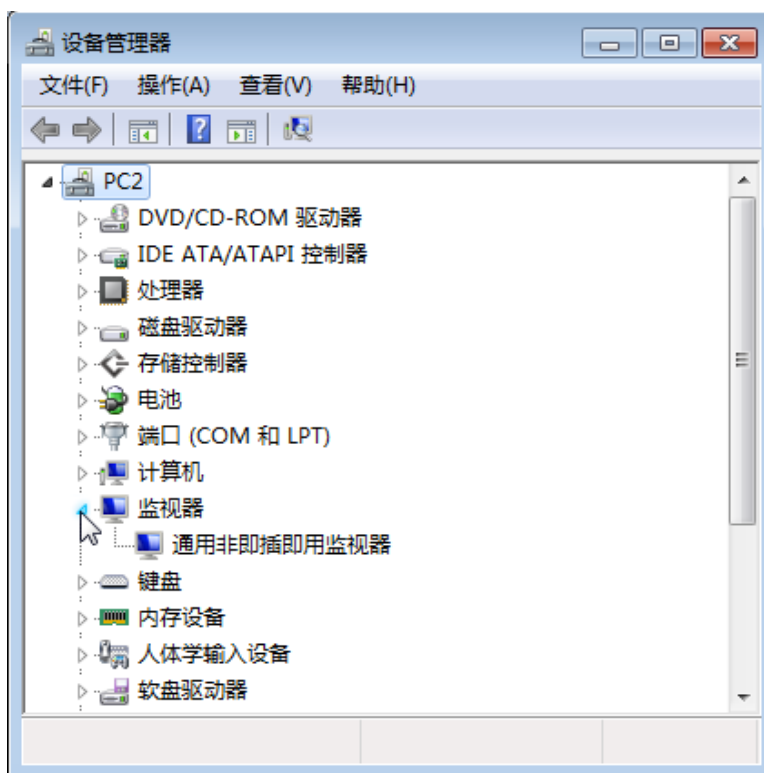 设备管理器
文件(F) 操作(A) 查看(V) 帮助(H)
PC2
DVD/CD-ROM 驱动器
IDE ATA/ATAPI 控制器
处理器
磁盘驱动器
存储控制器
电池
端口 (COM 和 LPT)
计算机
监视器
通用非即插即用监视器
键盘
内存设备
人体学输入设备
软盘驱动器